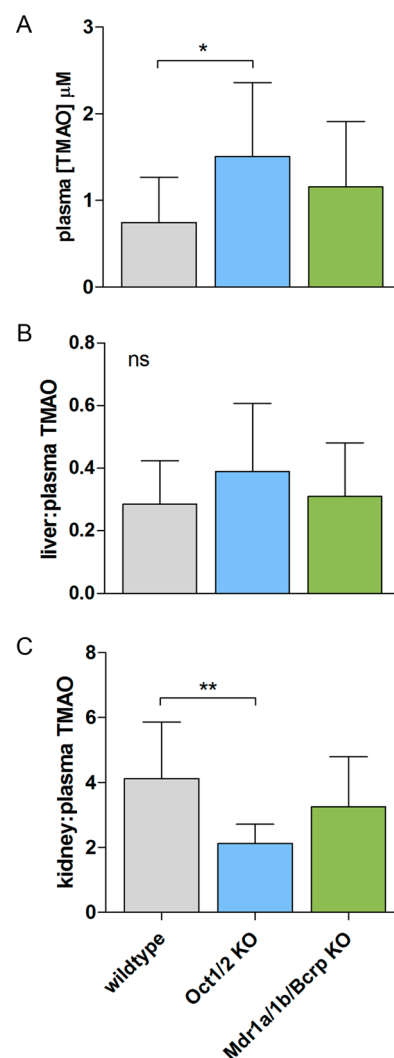 A
plasma [TMAO] μM
3
2
1
0
*
B
liver:plasma TMAO
0.8
0.6
0.4
0.2
0.0
ns
C
kidney:plasma TMAO
8
6
4
2
0
**
wildtype
Oct1/2 KO
Mdr1a/1b/Bcrp KO